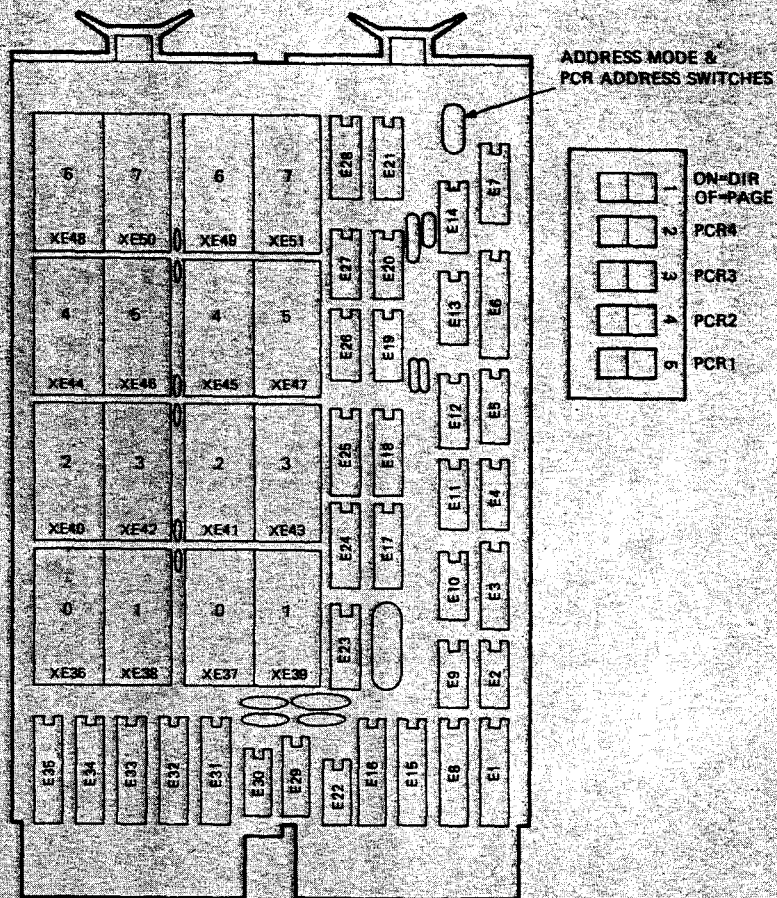 ADDRESS MODE &
PCR ADDRESS SWITCHES
6 7 6 7
XE48 XE50 XE49 XE51
4 5 4 5
XE44 XE46 XE45 XE47
2 3 2 3
XE40 XE42 XE41 XE43
0 1 0 1
XE36 XE38 XE37 XE39
E28 E21
E27 E20
E26 E19
E25 E18
E24 E17
E23
E14 E7
E13 E6
E12 E5
E11 E4
E10 E3
E9 E2
E35 E34 E33 E32 E31 E30 E29 E22 E16 E15 E8 E1
1 ON=DIR
OF=PAGE
2 PCR4
3 PCR3
4 PCR2
5 PCR1